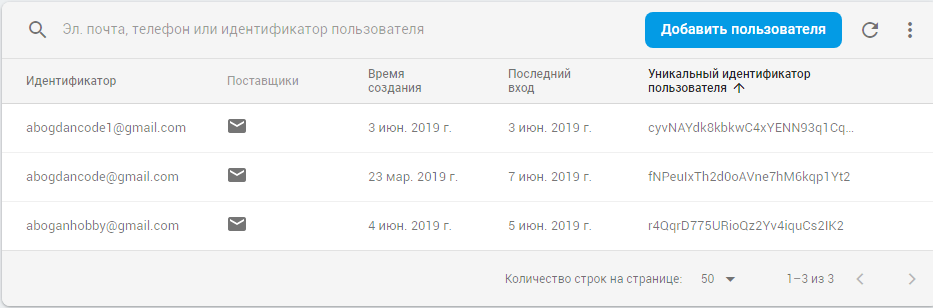 Эл. почта, телефон или идентификатор пользователя
Добавить пользователя
Идентификатор
Поставщики
Время
создания
Последний
вход
Уникальный идентификатор
пользователя
abogdancode1@gmail.com 3 июн. 2019 г. 3 июн. 2019 г. cyvNAYdk8kbkwC4xYENN93q1Cq...
abogdancode@gmail.com 23 мар. 2019 г. 7 июн. 2019 г. fNPeuIxTh2d0oAVne7hM6kqp1Yt2
aboganhobby@gmail.com 4 июн. 2019 г. 5 июн. 2019 г. r4QqrD775URioQz2Yv4iquCs2IK2
Количество строк на странице: 50 1–3 из 3